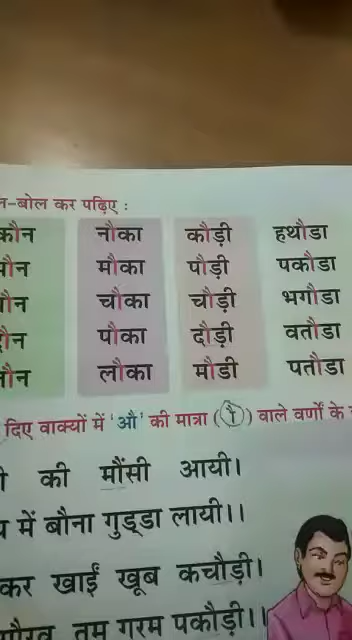 न-बोल कर पढ़िए :
कौन नौका कौड़ी हथौडा
मौका पौड़ी पकौडा
चौका चौड़ी भगौडा
पौका दौड़ी वतौडा
लौका मौडी पतौडा
दिए वाक्यों में 'औ' की मात्रा (ौ) वाले वर्णों के
की मौंसी आयी।
में बौना गुड्डा लायी।।
कर खाईं खूब कचौड़ी।
तुम गरम पकौड़ी।।